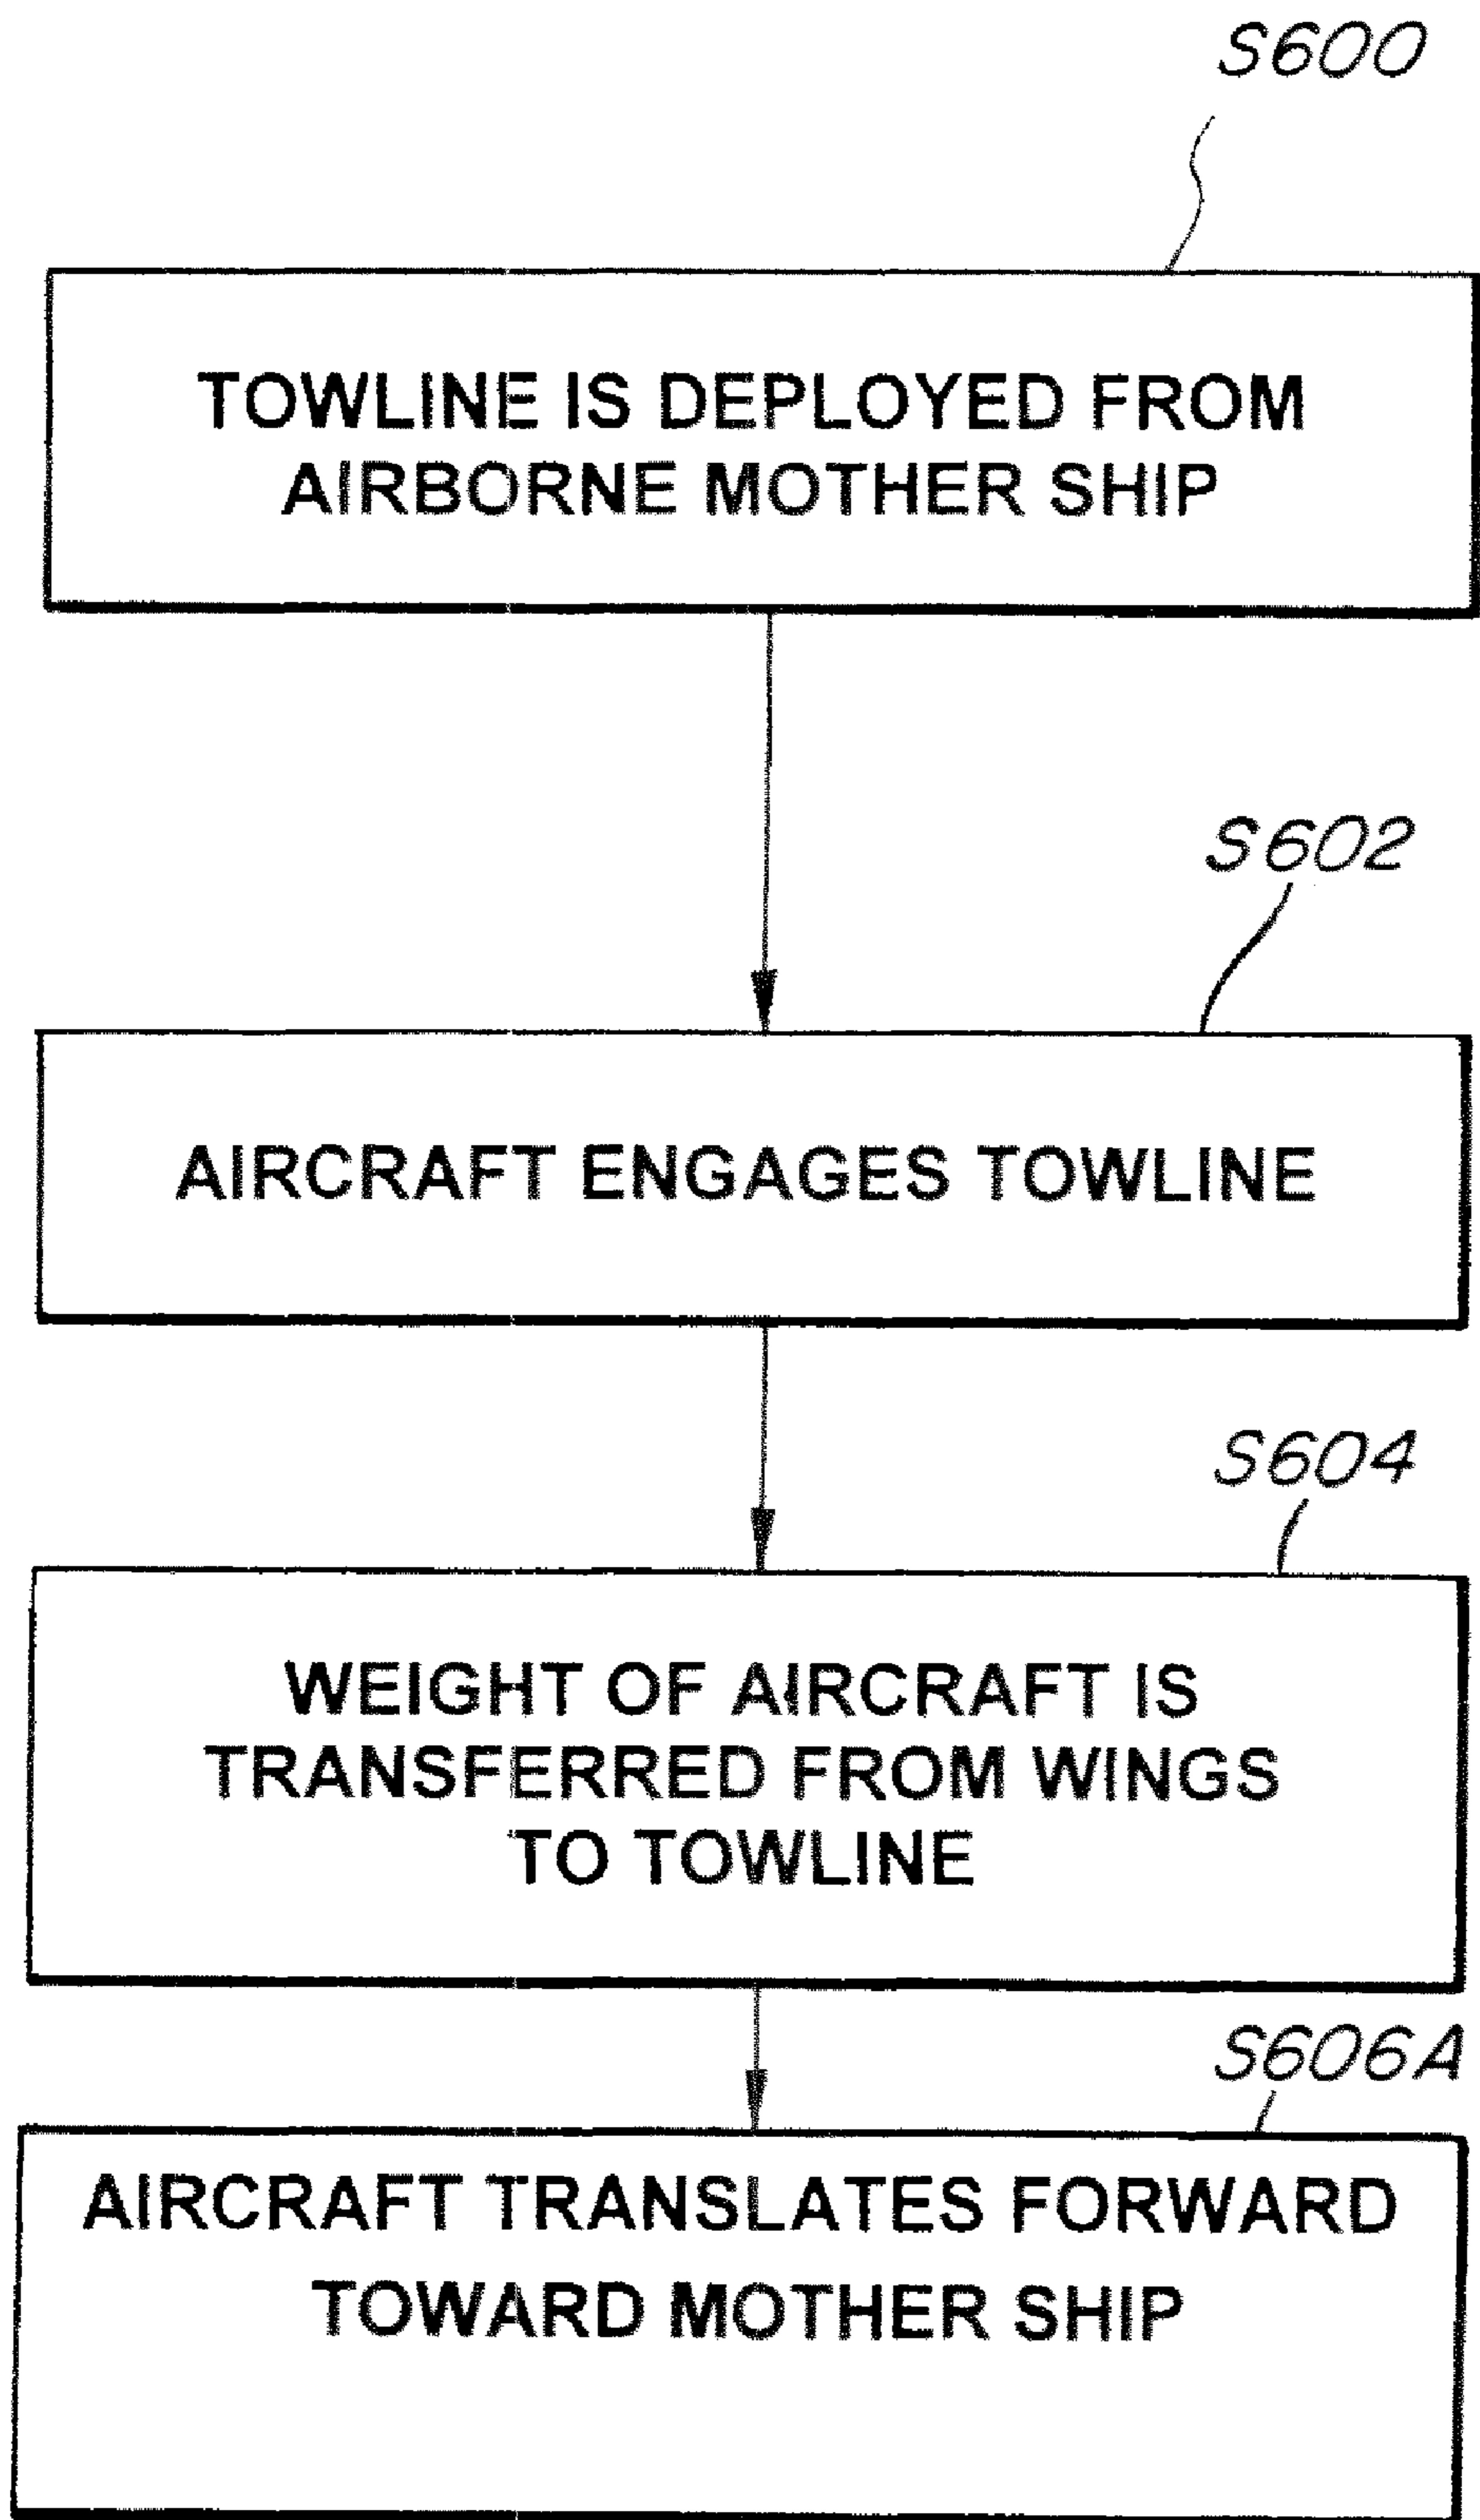 S600
TOWLINE IS DEPLOYED FROM
AIRBORNE MOTHER SHIP
S602
AIRCRAFT ENGAGES TOWLINE
S604
WEIGHT OF AIRCRAFT IS
TRANSFERRED FROM WINGS
TO TOWLINE
S606A
AIRCRAFT TRANSLATES FORWARD
TOWARD MOTHER SHIP